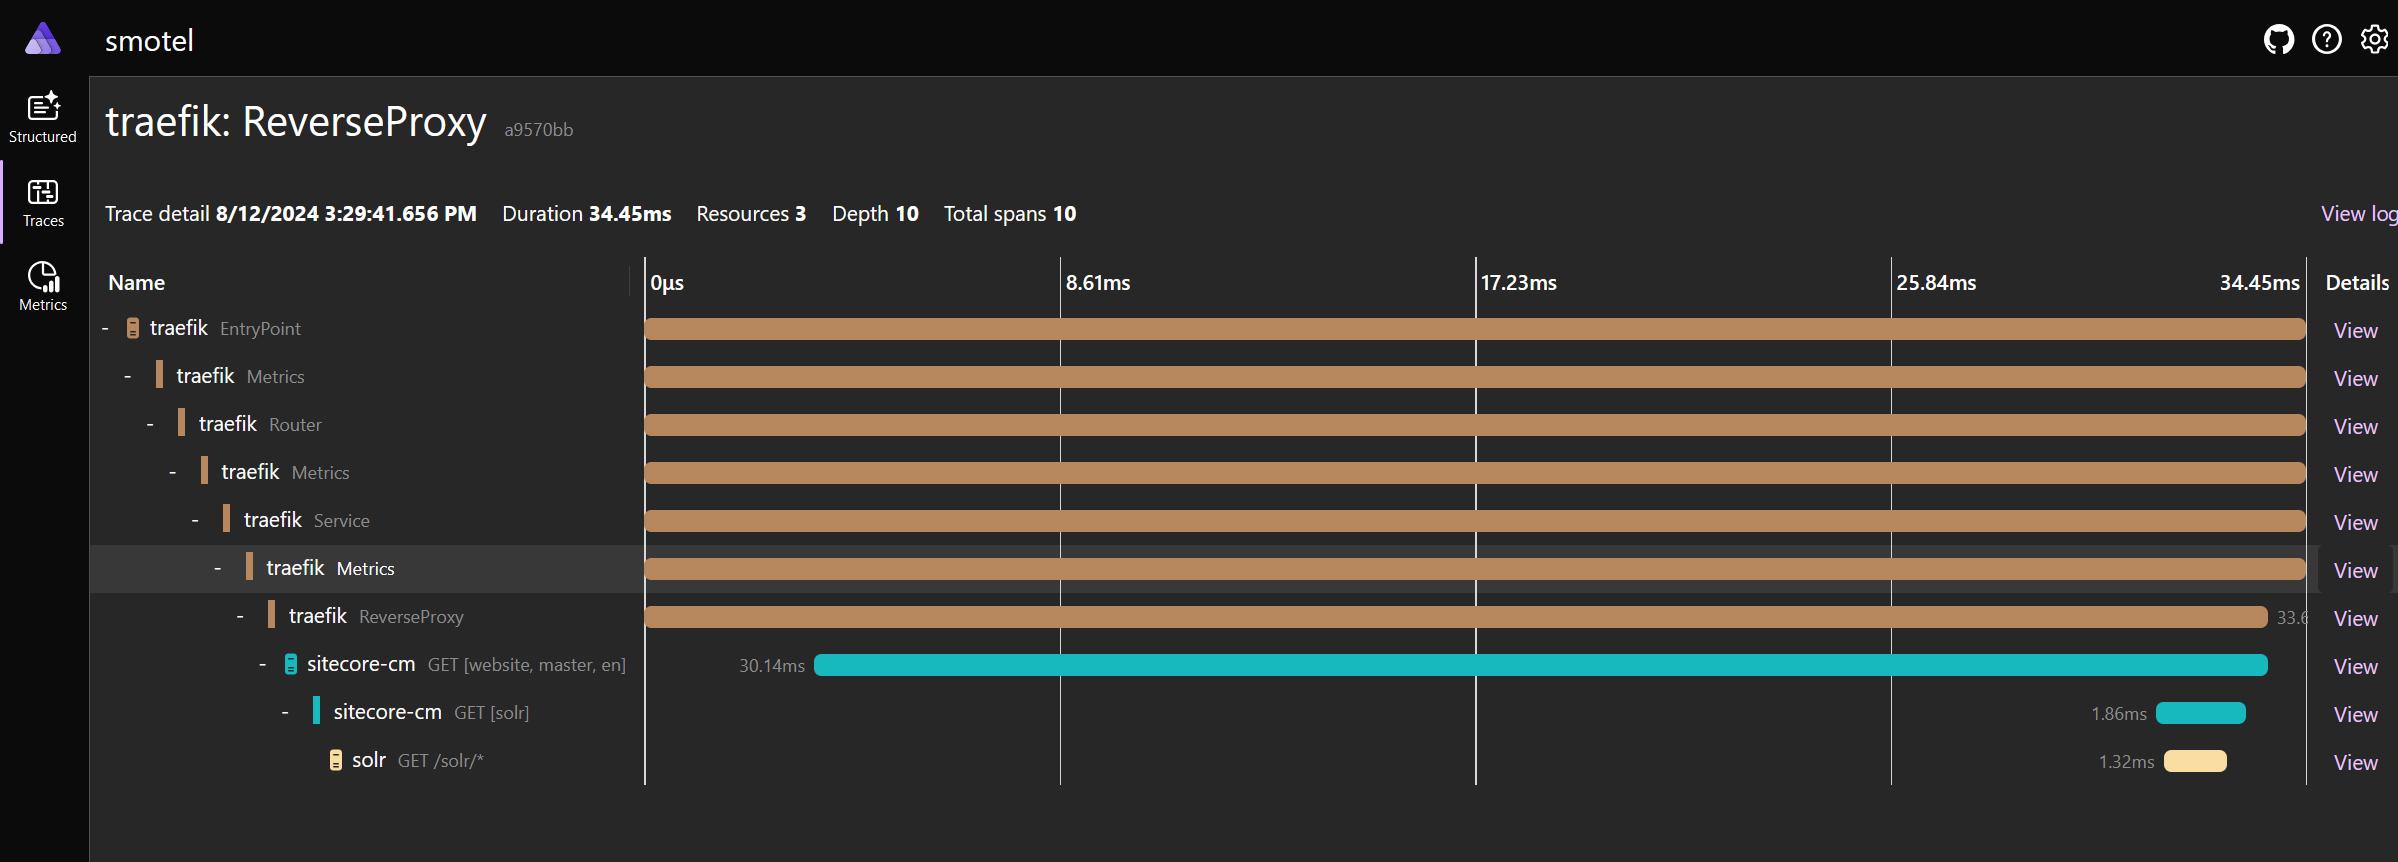 smotel
Structured
Traces
Metrics
traefik: ReverseProxy a9570bb
Trace detail 8/12/2024 3:29:41.656 PM Duration 34.45ms Resources 3 Depth 10 Total spans 10 View log
Name 0μs 8.61ms 17.23ms 25.84ms 34.45ms Details
- traefik EntryPoint View
- traefik Metrics View
- traefik Router View
- traefik Metrics View
- traefik Service View
- traefik Metrics View
- traefik ReverseProxy 33.6 View
- sitecore-cm GET [website, master, en] 30.14ms View
- sitecore-cm GET [solr] 1.86ms View
solr GET /solr/* 1.32ms View